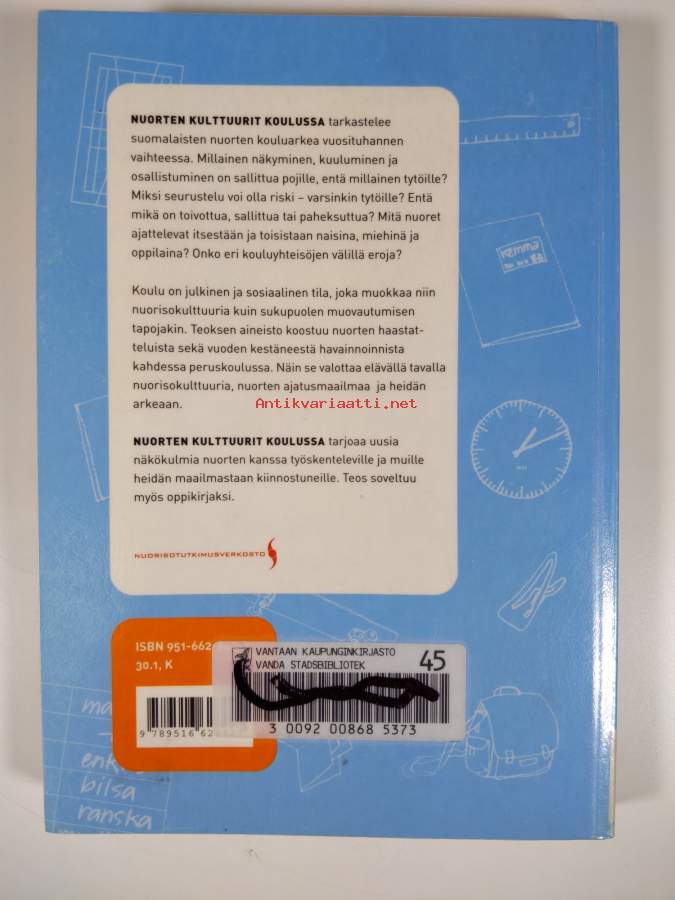 NUORTEN KULTTUURIT KOULUSSA tarkastelee
suomalaisten nuorten kouluarkea vuosituhannen
vaihteessa. Millainen näkyminen, kuuluminen ja
osallistuminen on sallittua pojille, entä millainen tytöille?
Miksi seurustelu voi olla riski – varsinkin tytöille? Entä
mikä on toivottua, sallittua tai paheksuttua? Mitä nuoret
ajattelevat itsestään ja toisistaan naisina, miehinä ja
oppilaina? Onko eri kouluyhteisöjen välillä eroja?
Koulu on julkinen ja sosiaalinen tila, joka muokkaa niin
nuorisokulttuuria kuin sukupuolen muovautumisen
tapojakin. Teoksen aineisto koostuu nuorten haastat-
teluista sekä vuoden kestäneestä havainnoinnista
kahdessa peruskoulussa. Näin se valottaa elävällä tavalla
nuorisokulttuuria, nuorten ajatusmaailmaa ja heidän
arkeaan.
Antikvariaatti.net
NUORTEN KULTTUURIT KOULUSSA tarjoaa uusia
näkökulmia nuorten kanssa työskenteleville ja muille
heidän maailmastaan kiinnostuneille. Teos soveltuu
myös oppikirjaksi.
NUORISOTUTKIMUSVERKOSTO
Kemma
ISBN 951-662
30.1, K
VANTAAN KAUPUNGINKIRJASTO
VANDA STADSBIBLIOTEK
45
3 0092 00868 5373
9 789516 62
bilsa
ranska